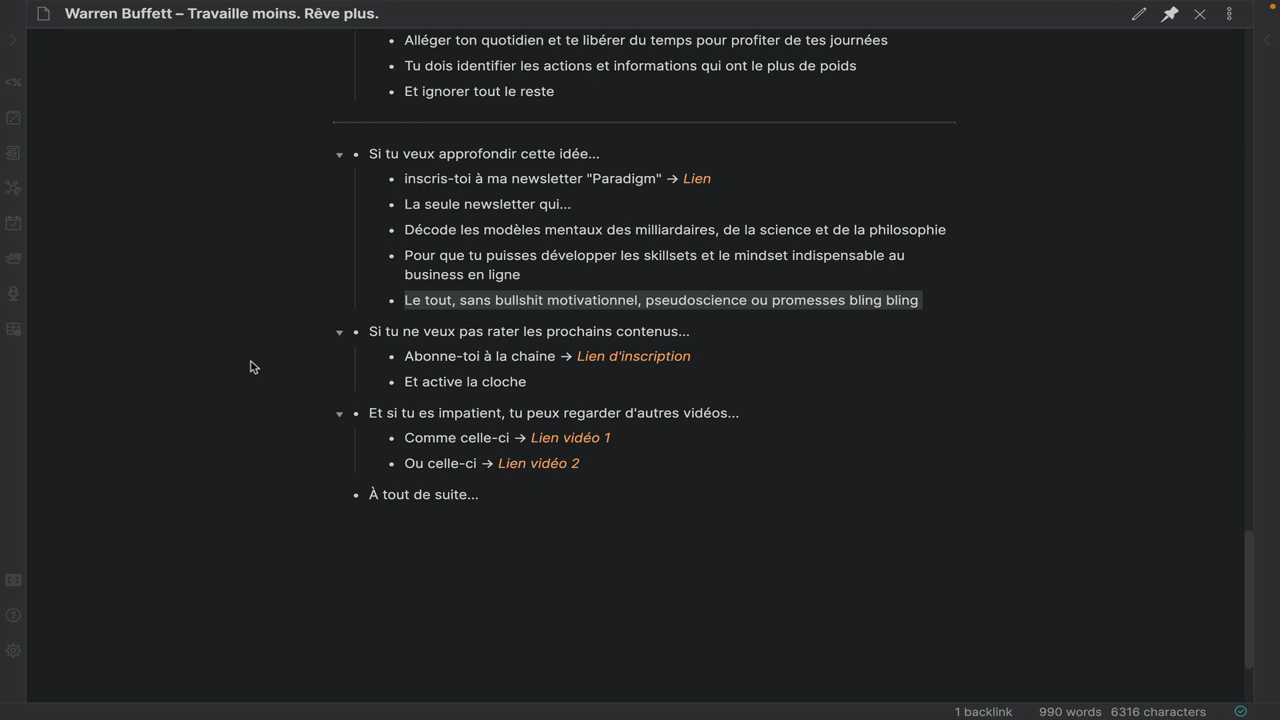 Warren Buffett – Travaille moins. Rêve plus.
• Alléger ton quotidien et te libérer du temps pour profiter de tes journées
• Tu dois identifier les actions et informations qui ont le plus de poids
• Et ignorer tout le reste
• Si tu veux approfondir cette idée...
• inscris-toi à ma newsletter "Paradigm" → Lien
• La seule newsletter qui...
• Décode les modèles mentaux des milliardaires, de la science et de la philosophie
• Pour que tu puisses développer les skillsets et le mindset indispensable au
business en ligne
• Le tout, sans bullshit motivationnel, pseudoscience ou promesses bling bling
• Si tu ne veux pas rater les prochains contenus...
• Abonne-toi à la chaine → Lien d'inscription
• Et active la cloche
• Et si tu es impatient, tu peux regarder d'autres vidéos...
• Comme celle-ci → Lien vidéo 1
• Ou celle-ci → Lien vidéo 2
• À tout de suite...
1 backlink 990 words 6316 characters